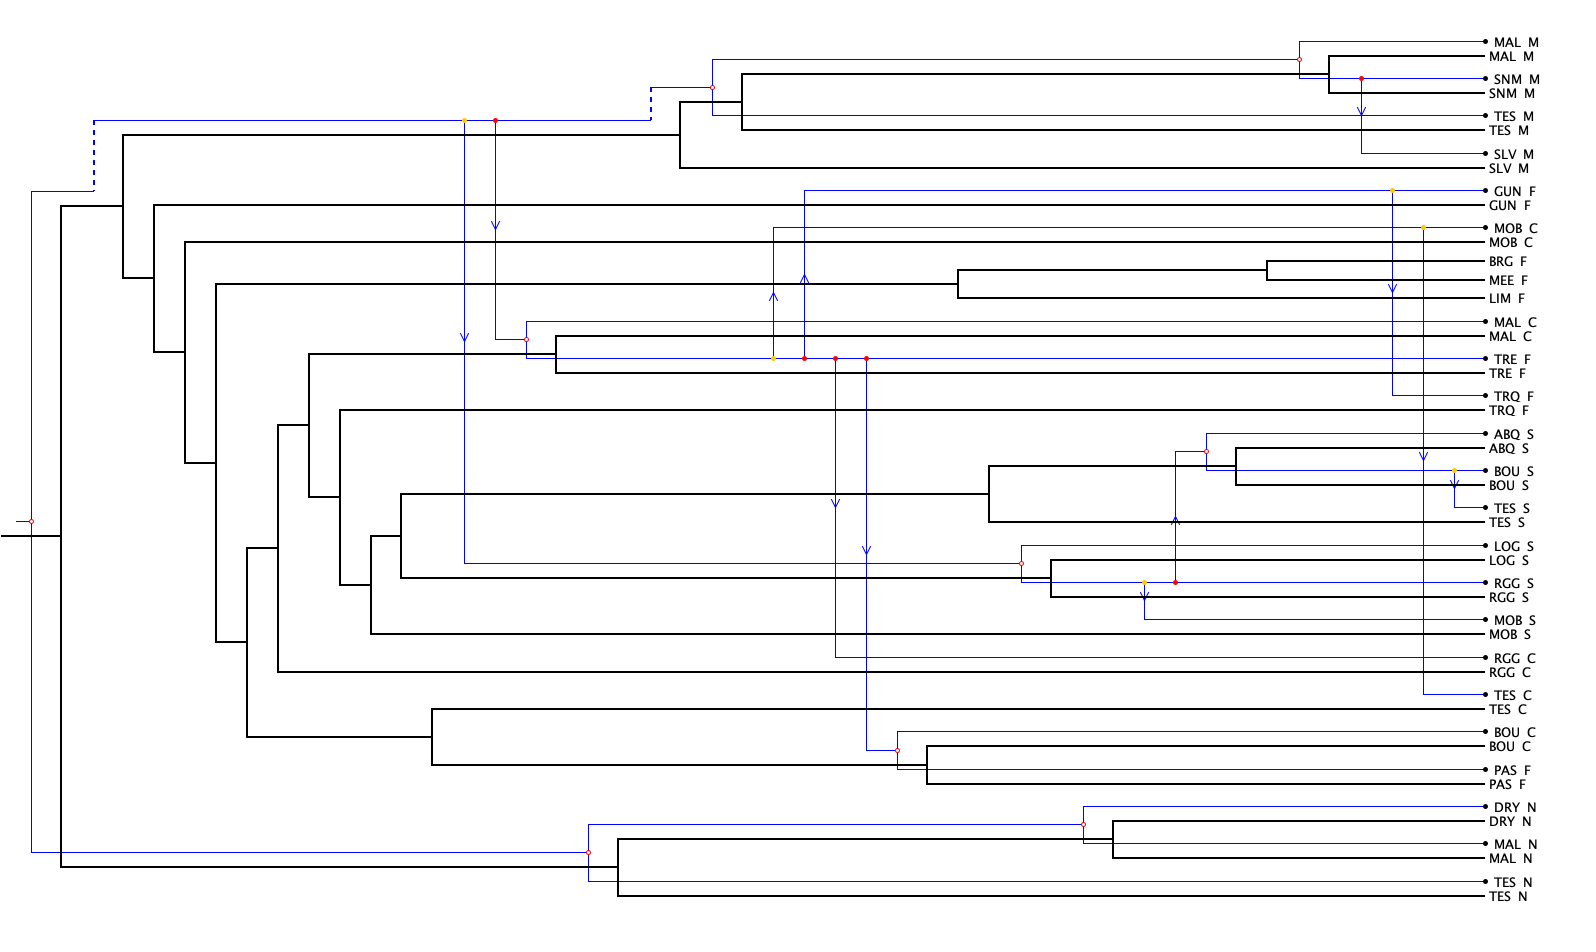 MAL M
MAL M
SNM M
SNM M
TES M
TES M
SLV M
SLV M
GUN F
GUN F
MOB C
MOB C
BRG F
MEE F
LIM F
MAL C
MAL C
TRE F
TRE F
TRQ F
TRQ F
ABQ S
ABQ S
BOU S
BOU S
TES S
TES S
LOG S
LOG S
RGG S
RGG S
MOB S
MOB S
RGG C
RGG C
TES C
TES C
BOU C
BOU C
PAS F
PAS F
DRY N
DRY N
MAL N
MAL N
TES N
TES N